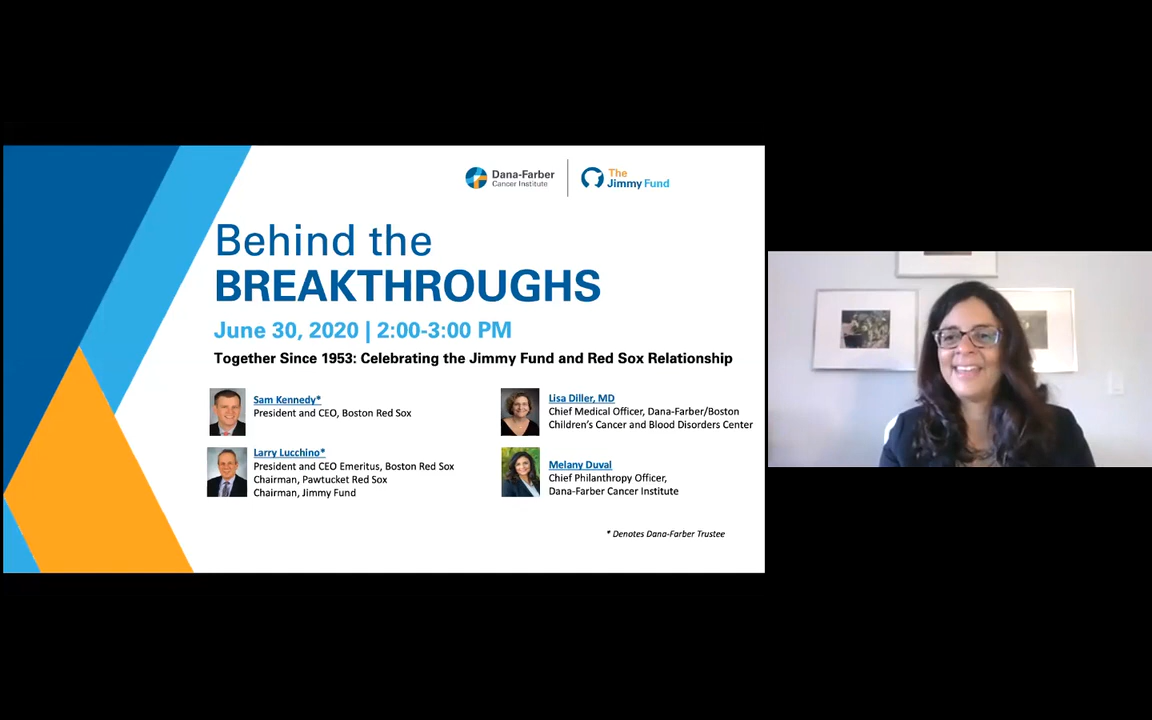 Dana-Farber
Cancer Institute
The
Jimmy Fund
Behind the
BREAKTHROUGHS
June 30, 2020 | 2:00-3:00 PM
Together Since 1953: Celebrating the Jimmy Fund and Red Sox Relationship
Sam Kennedy*
President and CEO, Boston Red Sox
Larry Lucchino*
President and CEO Emeritus, Boston Red Sox
Chairman, Pawtucket Red Sox
Chairman, Jimmy Fund
Lisa Diller, MD
Chief Medical Officer, Dana-Farber/Boston
Children's Cancer and Blood Disorders Center
Melany Duval
Chief Philanthropy Officer,
Dana-Farber Cancer Institute
* Denotes Dana-Farber Trustee